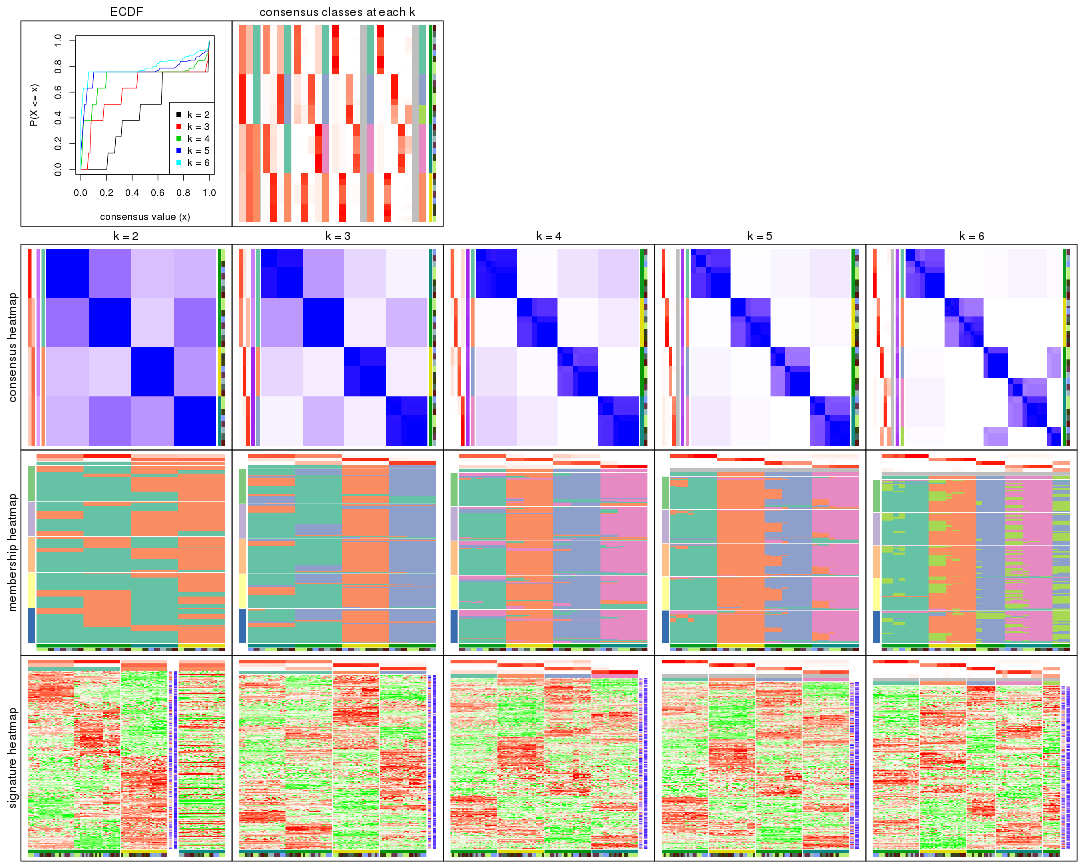 ECDF
consensus classes at each k
P(X <= x)
1.0
0.8
0.6
0.4
0.2
0.0
k = 2
k = 3
k = 4
k = 5
k = 6
0.0 0.2 0.4 0.6 0.8 1.0
consensus value (x)
k = 2
k = 3
k = 4
k = 5
k = 6
consensus heatmap
membership heatmap
signature heatmap